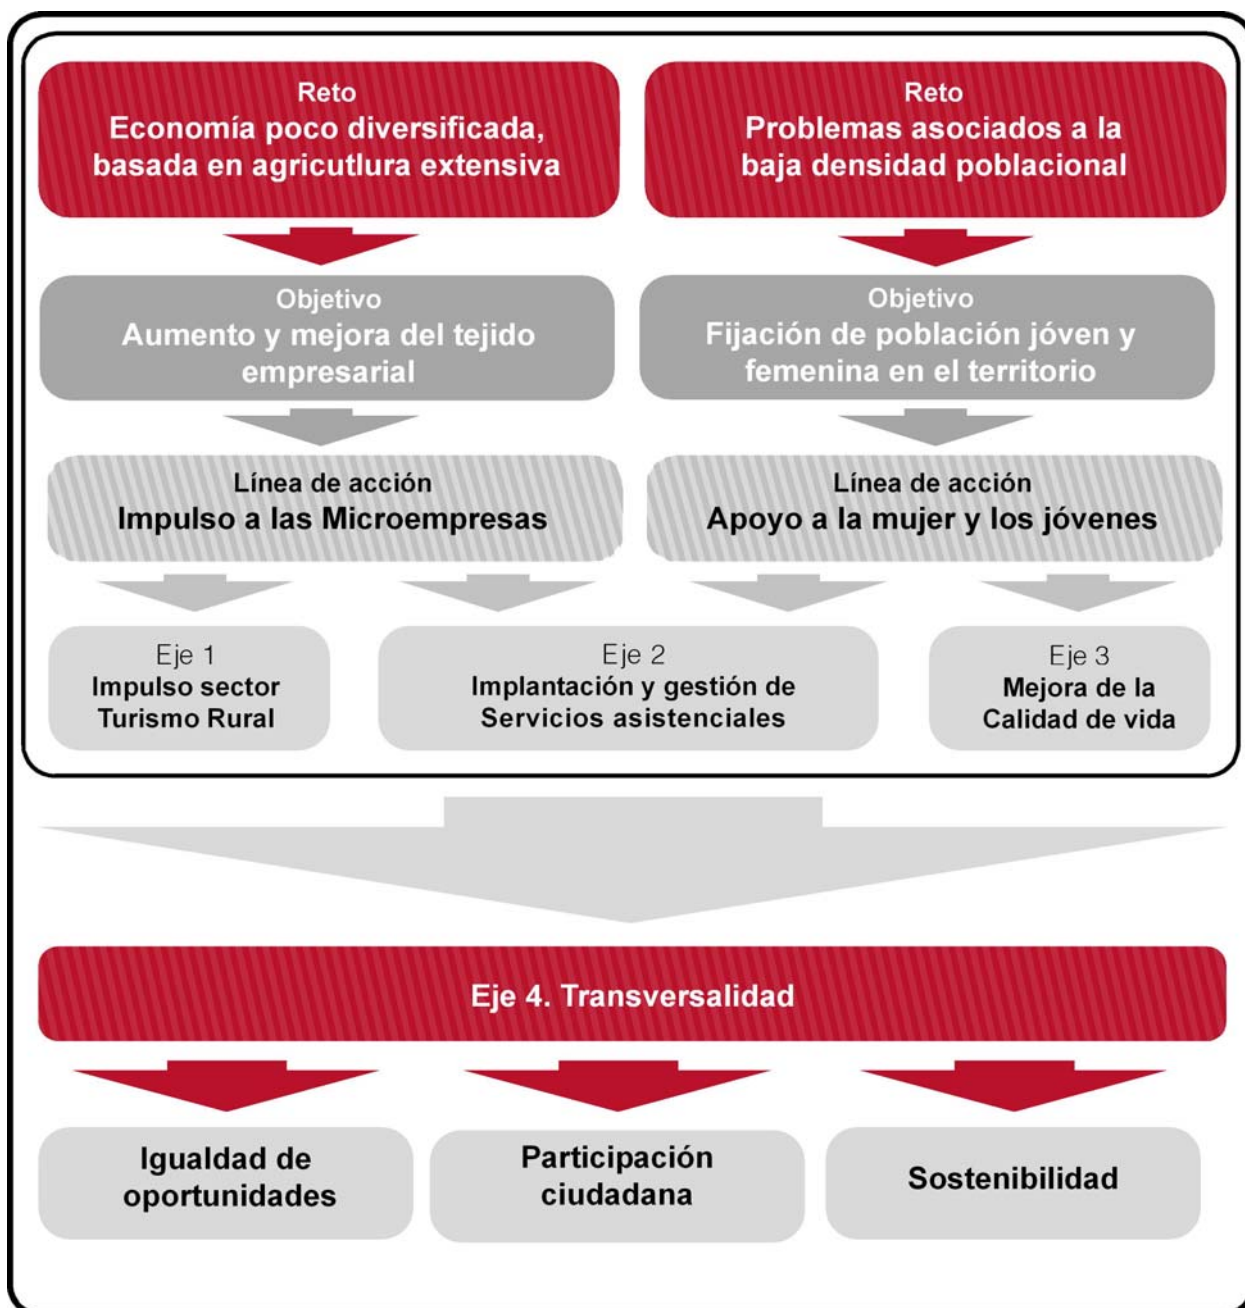 Reto
Economía poco diversificada,
basada en agricutlura extensiva
Reto
Problemas asociados a la
baja densidad poblacional
Objetivo
Aumento y mejora del tejido
empresarial
Objetivo
Fijación de población jóven y
femenina en el territorio
Línea de acción
Impulso a las Microempresas
Línea de acción
Apoyo a la mujer y los jóvenes
Eje 1
Impulso sector
Turismo Rural
Eje 2
Implantación y gestión de
Servicios asistenciales
Eje 3
Mejora de la
Calidad de vida
Eje 4. Transversalidad
Igualdad de
oportunidades
Participación
ciudadana
Sostenibilidad